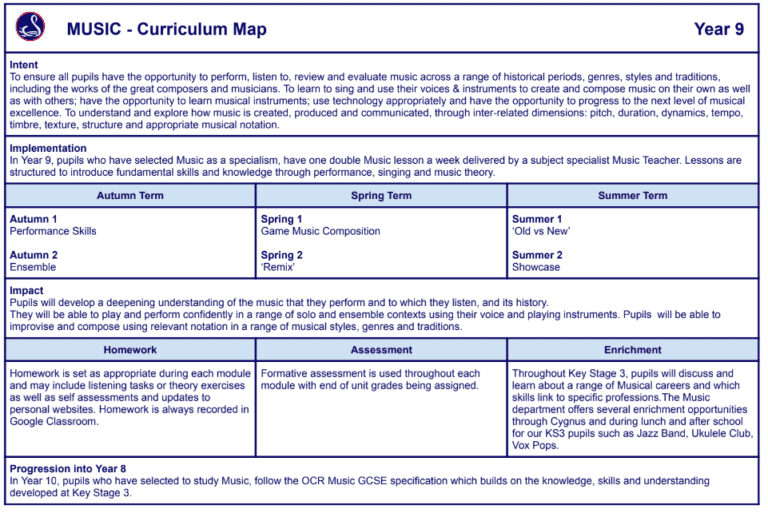 MUSIC - Curriculum Map
Year 9
Intent
To ensure all pupils have the opportunity to perform, listen to, review and evaluate music across a range of historical periods, genres, styles and traditions,
including the works of the great composers and musicians. To learn to sing and use their voices & instruments to create and compose music on their own as well
as with others; have the opportunity to learn musical instruments; use technology appropriately and have the opportunity to progress to the next level of musical
excellence. To understand and explore how music is created, produced and communicated, through inter-related dimensions: pitch, duration, dynamics, tempo,
timbre, texture, structure and appropriate musical notation.
Implementation
In Year 9, pupils who have selected Music as a specialism, have one double Music lesson a week delivered by a subject specialist Music Teacher. Lessons are
structured to introduce fundamental skills and knowledge through performance, singing and music theory.
Autumn Term
Spring Term
Summer Term
Autumn 1
Performance Skills
Autumn 2
Ensemble
Spring 1
Game Music Composition
Spring 2
‘Remix’
Summer 1
‘Old vs New’
Summer 2
Showcase
Impact
Pupils will develop a deepening understanding of the music that they perform and to which they listen, and its history.
They will be able to play and perform confidently in a range of solo and ensemble contexts using their voice and playing instruments. Pupils  will be able to
improvise and compose using relevant notation in a range of musical styles, genres and traditions.
Homework
Assessment
Enrichment
Homework is set as appropriate during each module
and may include listening tasks or theory exercises
as well as self assessments and updates to
personal websites. Homework is always recorded in
Google Classroom.
Formative assessment is used throughout each
module with end of unit grades being assigned.
Throughout Key Stage 3, pupils will discuss and
learn about a range of Musical careers and which
skills link to specific professions.The Music
department offers several enrichment opportunities
through Cygnus and during lunch and after school
for our KS3 pupils such as Jazz Band, Ukulele Club,
Vox Pops.
Progression into Year 8
In Year 10, pupils who have selected to study Music, follow the OCR Music GCSE specification which builds on the knowledge, skills and understanding
developed at Key Stage 3.